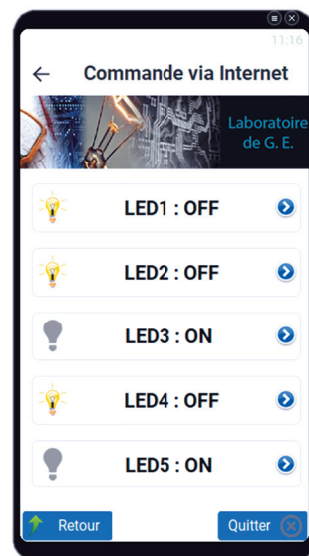 11:16
Commande via Internet
Laboratoire
de G. E.
LED1 : OFF
LED2 : OFF
LED3 : ON
LED4 : OFF
LED5 : ON
Retour
Quitter